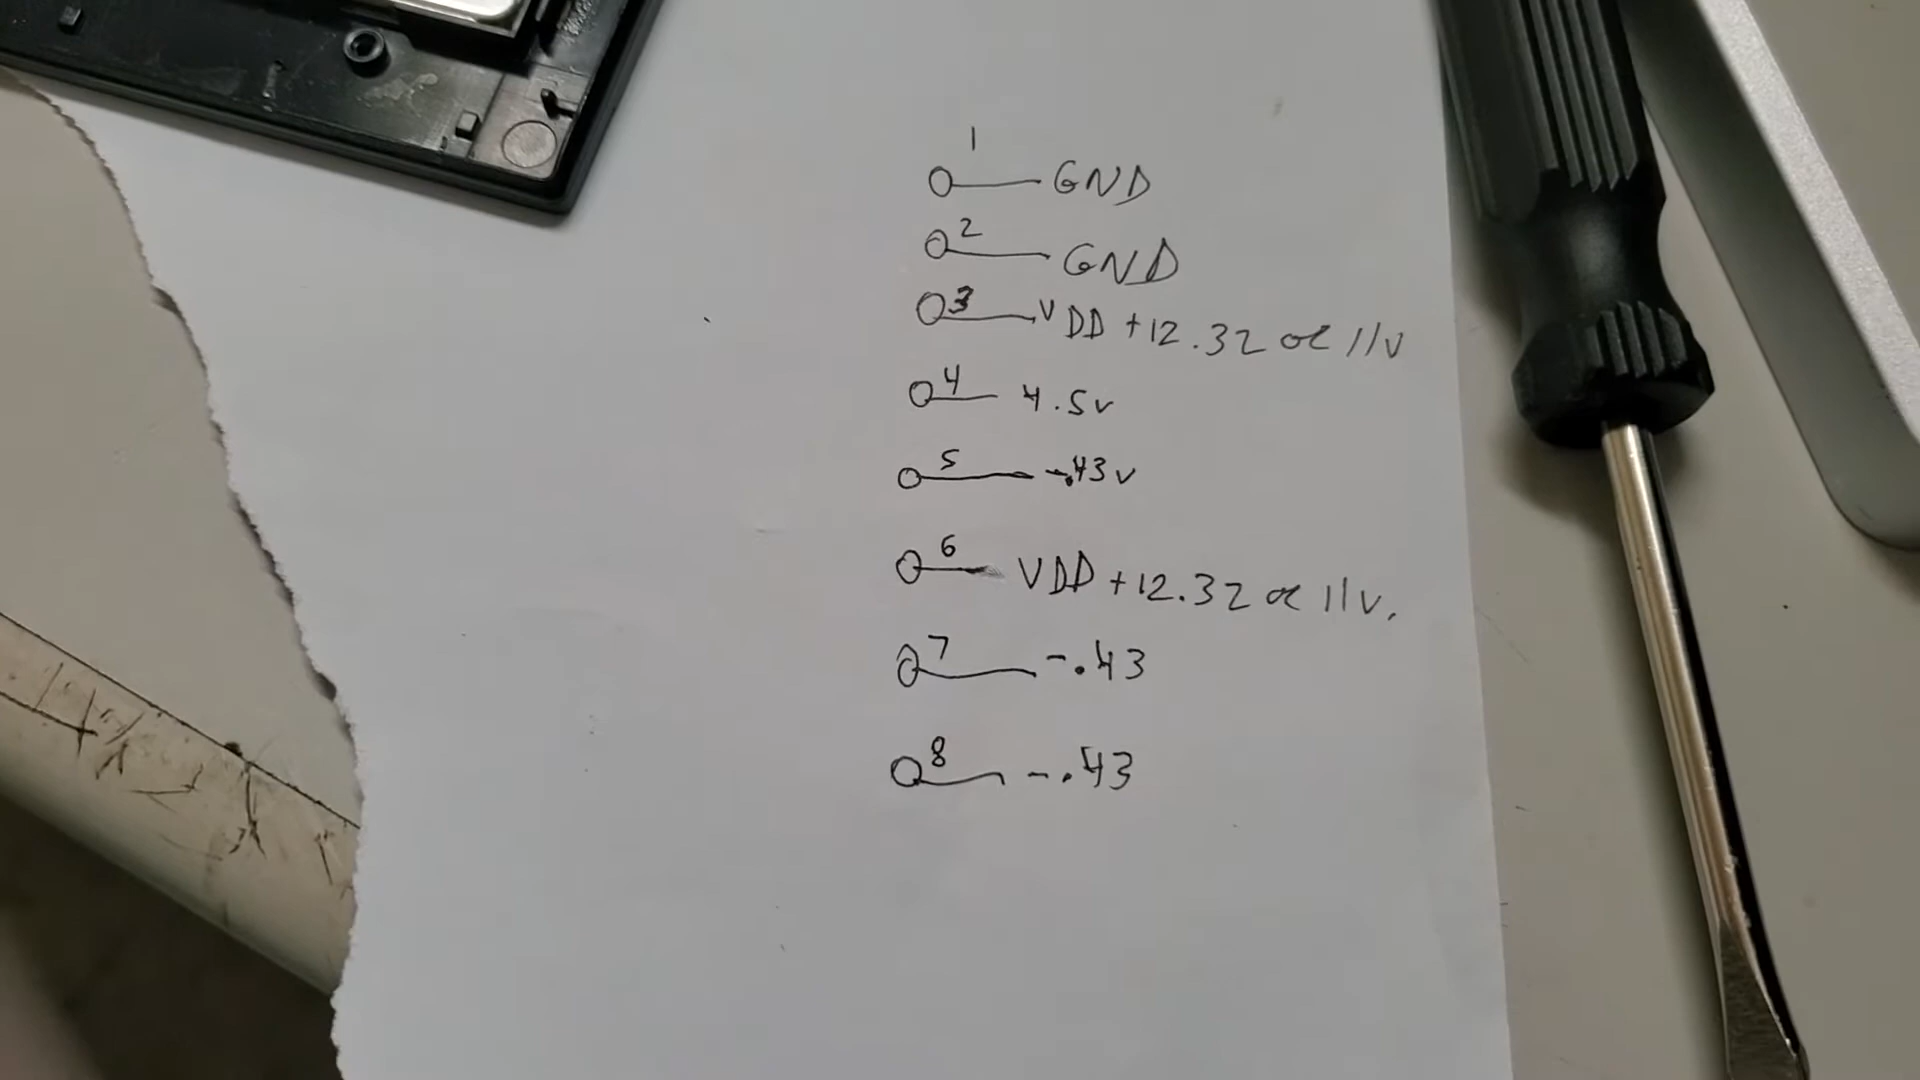 1 GND
2 GND
3 VDD +12.32 or 11v
4 4.5v
5 -.43v
6 VDD +12.32 or 11v.
7 -.43
8 -.43